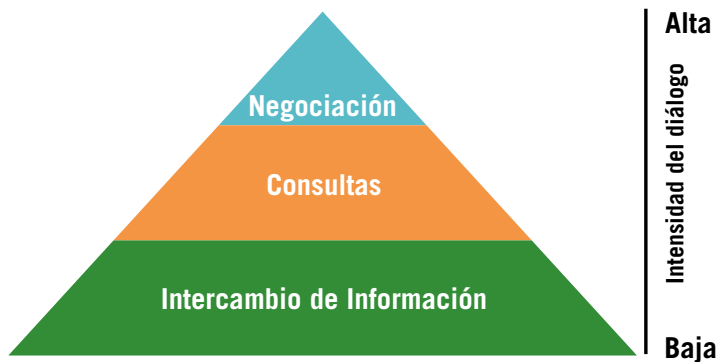 Alta
Negociación
Consultas
Intercambio de Información
Intensidad del diálogo
Baja